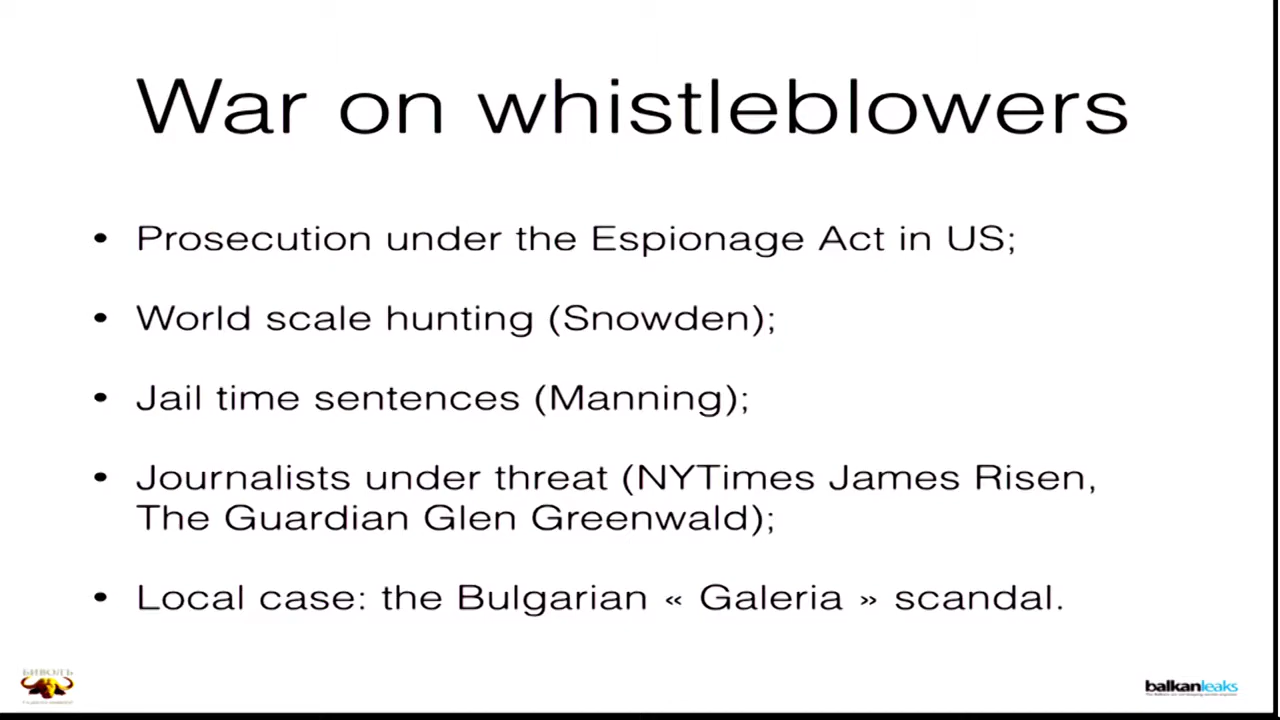 War on whistleblowers
• Prosecution under the Espionage Act in US;
• World scale hunting (Snowden);
• Jail time sentences (Manning);
• Journalists under threat (NYTimes James Risen,
The Guardian Glen Greenwald);
• Local case: the Bulgarian « Galeria » scandal.
БИВОЛЪ
balkanleaks